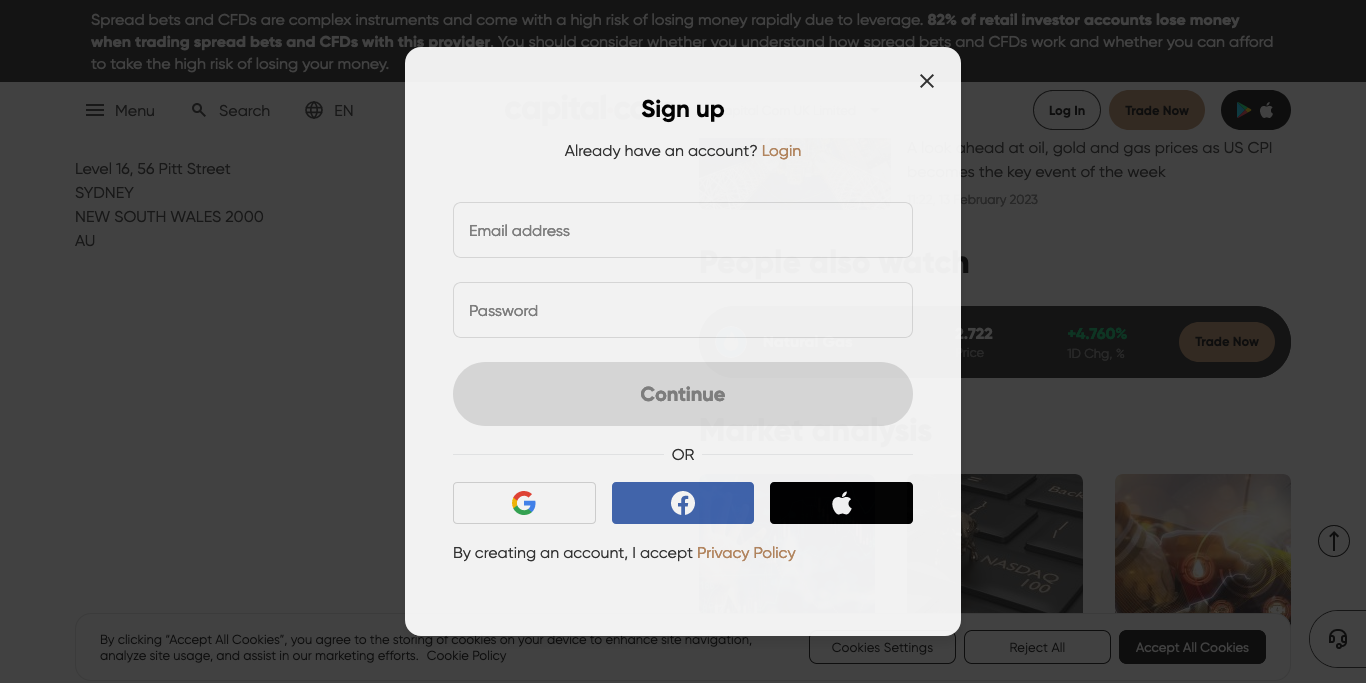 Spread bets and CFDs are complex instruments and come with a high risk of losing money rapidly due to leverage. 82% of retail investor accounts lose money
when trading spread bets and CFDs with this provider. You should consider whether you understand how spread bets and CFDs work and whether you can afford
to take the high risk of losing your money.
Menu
Search
EN
Log In
Trade Now
Sign up
Already have an account? Login
Email address
Password
Continue
OR
By creating an account, I accept Privacy Policy
Level 16, 56 Pitt Street
SYDNEY
NEW SOUTH WALES 2000
AU
ahead at oil, gold and gas prices as US CPI
the key event of the week
February 2023
People also watch
2.722
+4.760%
1D Chg, %
Trade Now
Market analysis
Back
NASDAQ
100
By clicking “Accept All Cookies”, you agree to the storing of cookies on your device to enhance site navigation,
analyze site usage, and assist in our marketing efforts. Cookie Policy
Cookies Settings
Reject All
Accept All Cookies